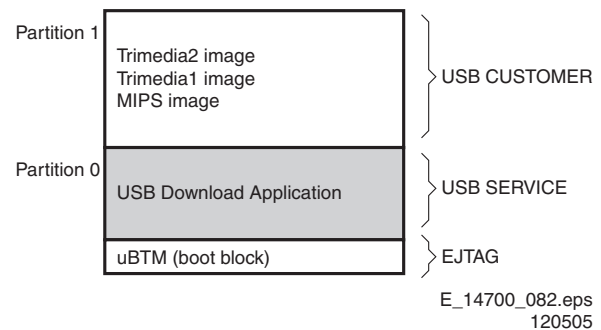 Partition 1
Trimedia2 image
Trimedia1 image
MIPS image
USB CUSTOMER
Partition 0
USB Download Application
USB SERVICE
uBTM (boot block)
EJTAG
E_14700_082.eps
120505